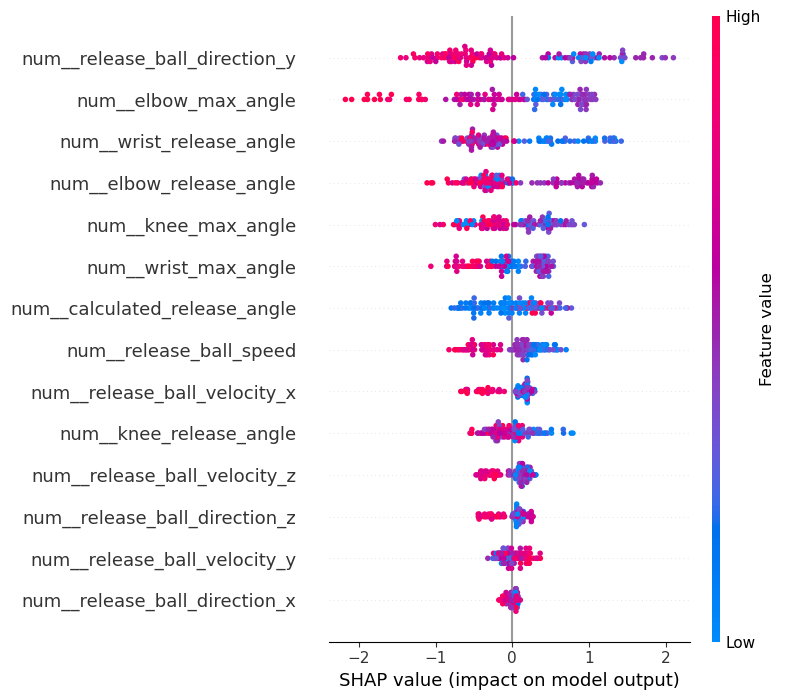 High
num__release_ball_direction_y
num__elbow_max_angle
num__wrist_release_angle
num__elbow_release_angle
num__knee_max_angle
num__wrist_max_angle
num__calculated_release_angle
num__release_ball_speed
num__release_ball_velocity_x
num__knee_release_angle
num__release_ball_velocity_z
num__release_ball_direction_z
num__release_ball_velocity_y
num__release_ball_direction_x
Feature value
Low
−2 −1 0 1 2
SHAP value (impact on model output)